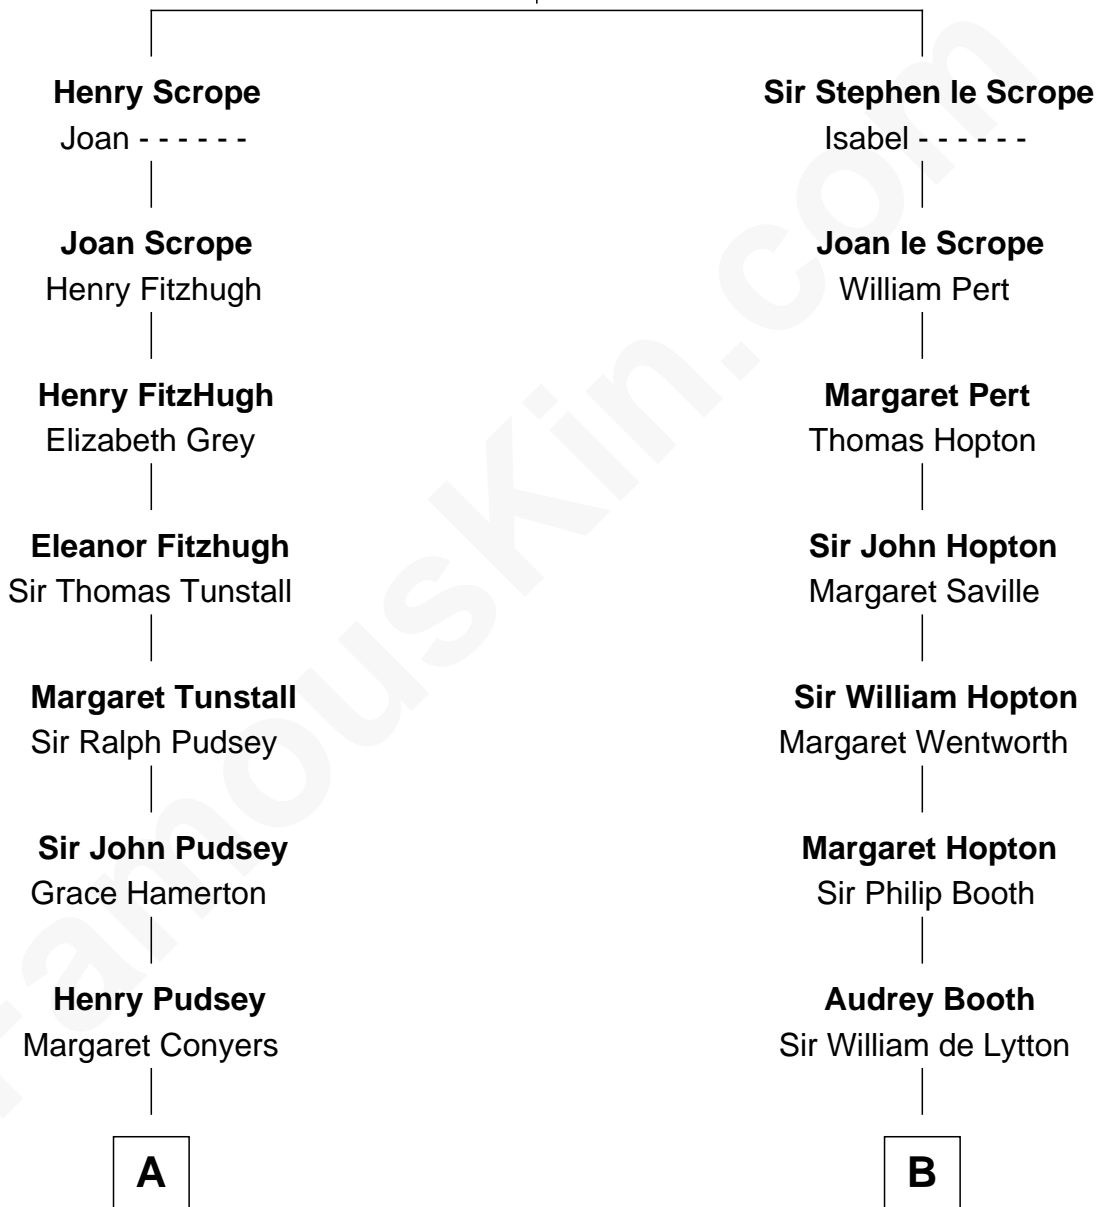 Henry Scrope
Joan - - - - - -
Joan Scrope
Henry Fitzhugh
Henry FitzHugh
Elizabeth Grey
Eleanor Fitzhugh
Sir Thomas Tunstall
Margaret Tunstall
Sir Ralph Pudsey
Sir John Pudsey
Grace Hamerton
Henry Pudsey
Margaret Conyers
A
Sir Stephen le Scrope
Isabel - - - - - -
Joan le Scrope
William Pert
Margaret Pert
Thomas Hopton
Sir John Hopton
Margaret Saville
Sir William Hopton
Margaret Wentworth
Margaret Hopton
Sir Philip Booth
Audrey Booth
Sir William de Lytton
B
FamousKin.com